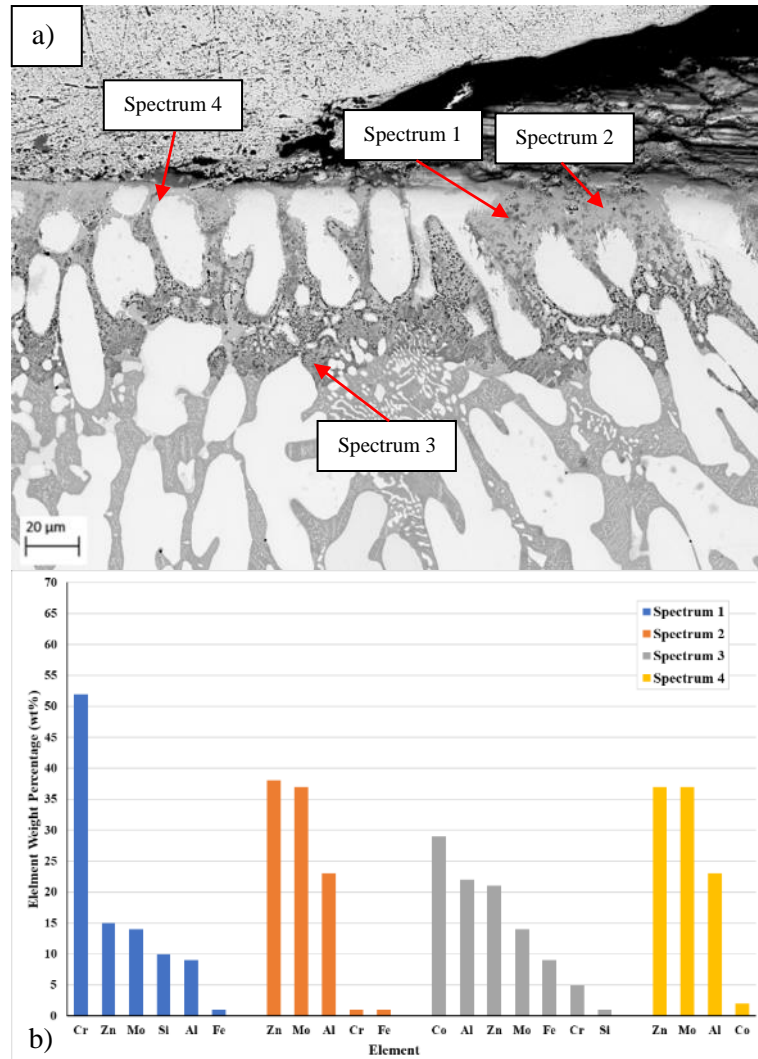 a)
Spectrum 4
Spectrum 1
Spectrum 2
Spectrum 3
20 µm
70
65
60
55
50
45
40
35
30
25
20
15
10
5
0
Elelment Weight Percentage (wt%)
Spectrum 1
Spectrum 2
Spectrum 3
Spectrum 4
Cr Zn Mo Si Al Fe Zn Mo Al Cr Fe Co Al Zn Mo Fe Cr Si Zn Mo Al Co
Element
b)